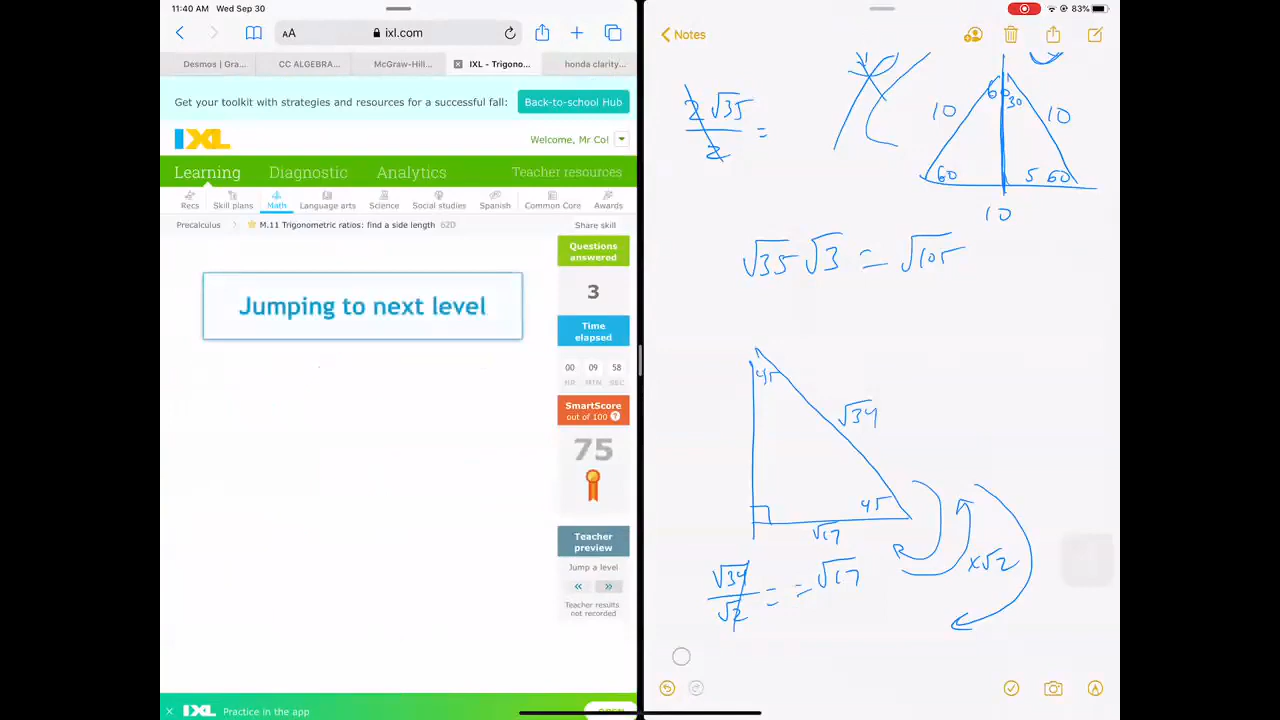 11:40 AM Wed Sep 30
83%
AA ixl.com
Notes
Desmos | Gra...
CC ALGEBRA...
McGraw-Hill...
IXL - Trigono...
honda clarity...
Get your toolkit with strategies and resources for a successful fall: Back-to-school Hub
IXL
Welcome, Mr Co!
Learning Diagnostic Analytics Teacher resources
Recs Skill plans Math Language arts Science Social studies Spanish Common Core Awards
Precalculus > M.11 Trigonometric ratios: find a side length 62D Share skill
Questions
answered
3
Time
elapsed
00 09 58
HR MIN SEC
SmartScore
out of 100 ?
75
Teacher
preview
Jump a level
« »
Teacher results
not recorded
Jumping to next level
× IXL Practice in the app OPEN
2√35
2
=
60
30
10
10
60
5 60
10
√35 √3 = √105
45
√34
45
√17
√34
√2
= = √17
×√2